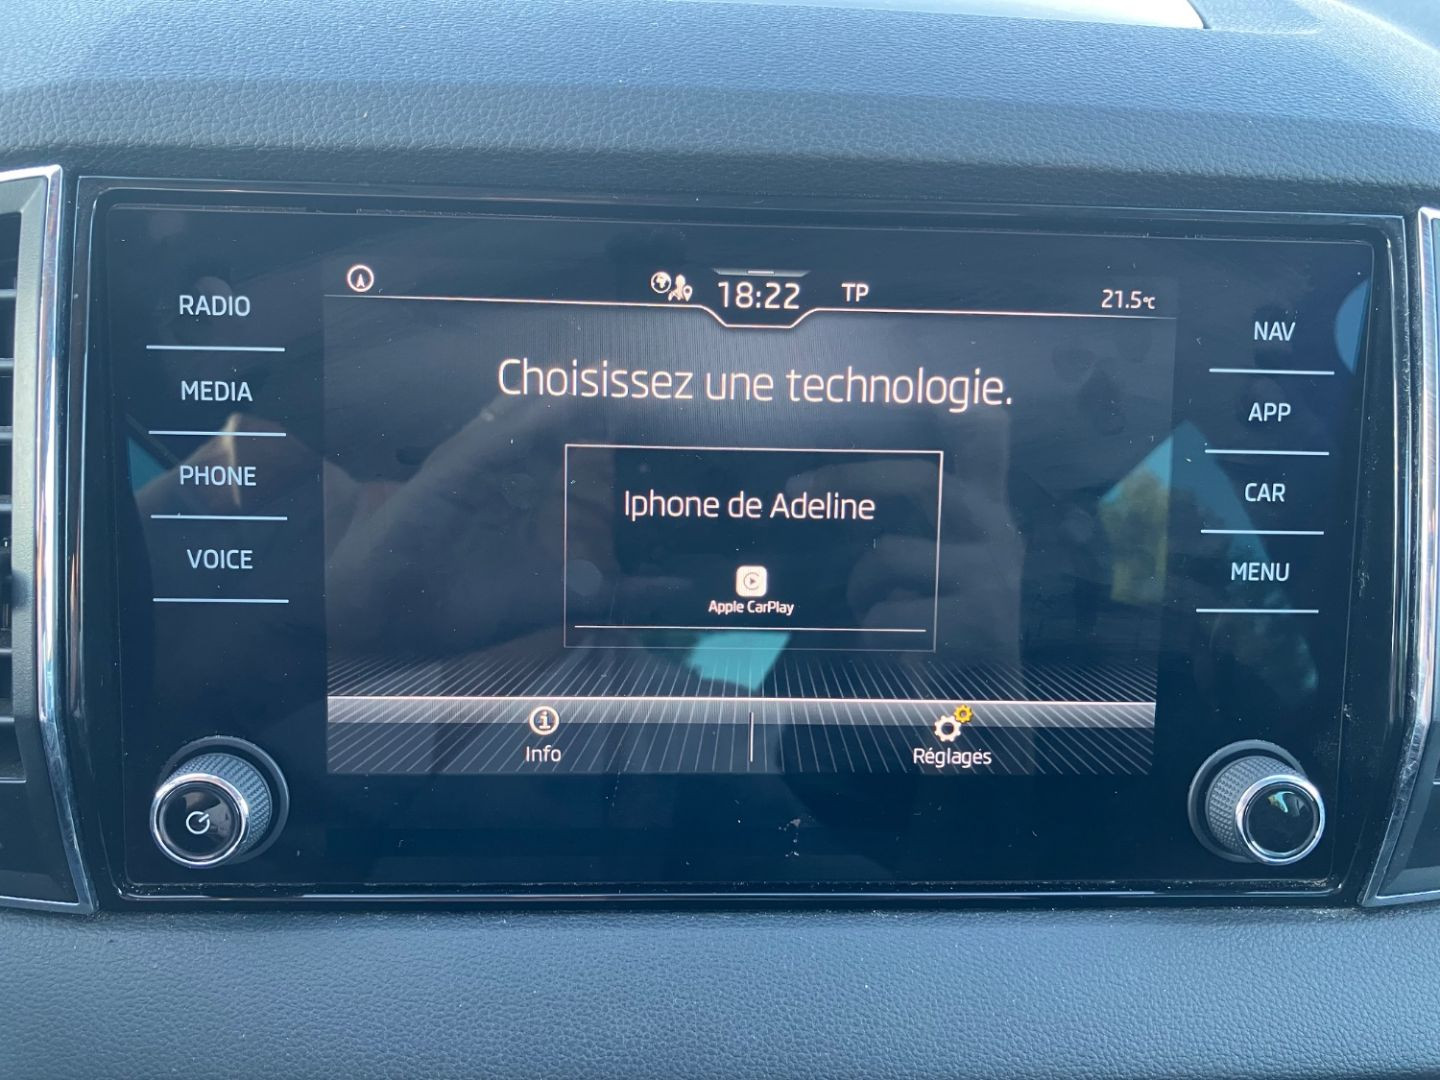 18:22
TP
21.5°C
RADIO
MEDIA
PHONE
VOICE
Choisissez une technologie.
Iphone de Adeline
Apple CarPlay
Info
Réglages
NAV
APP
CAR
MENU